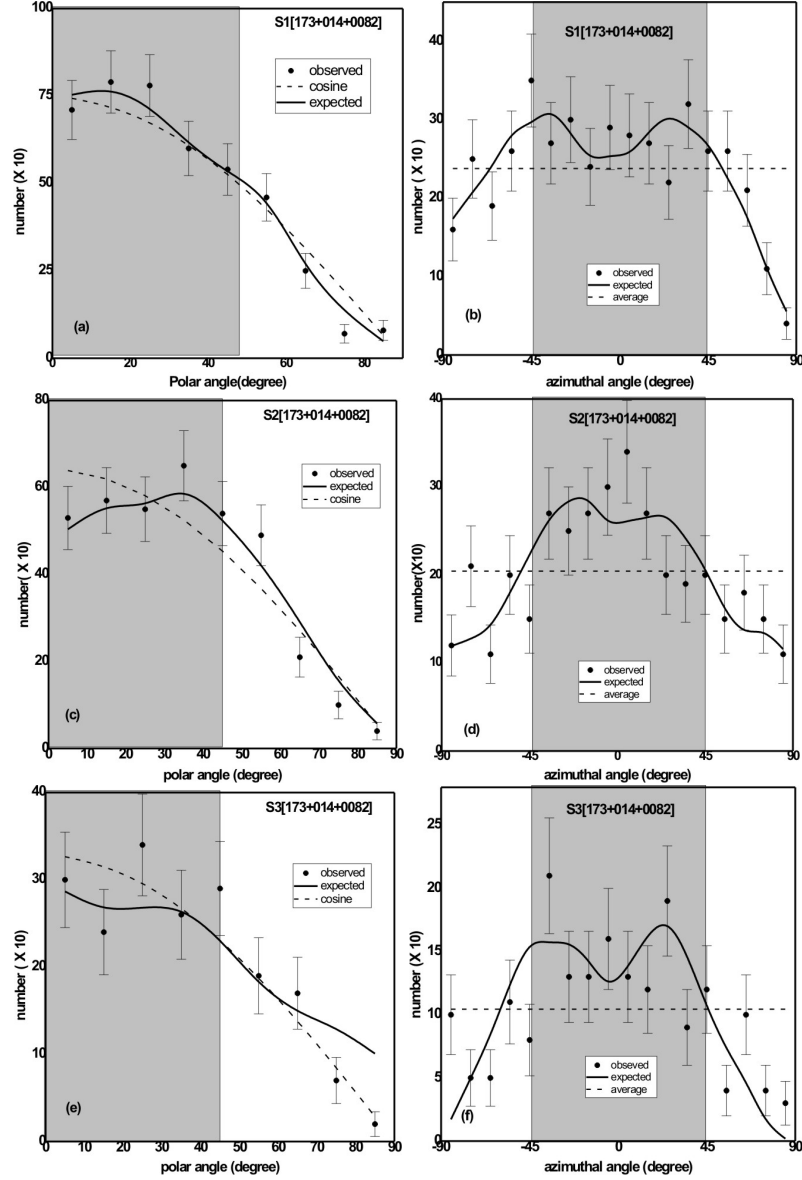 S1[173+014+0082]
observed
cosine
expected
number (X 10)
100
75
50
25
0
0 20 40 60 80
Polar angle(degree)
(a)
S1[173+014+0082]
observed
expected
average
number ( X 10)
40
30
20
10
0
-90 -45 0 45 90
azimuthal angle (degree)
(b)
S2[173+014+0082]
observed
expected
cosine
number( X 10)
80
60
40
20
0
0 10 20 30 40 50 60 70 80 90
polar angle (degree)
(c)
S2[173+014+0082]
observed
expected
average
number(X10)
40
30
20
10
0
-90 -45 0 45 90
azimuthal angle (degree)
(d)
S3[173+014+0082]
observed
expected
cosine
number (X 10)
40
30
20
10
0
0 10 20 30 40 50 60 70 80 90
polar angle (degree)
(e)
S3[173+014+0082]
obseved
expected
average
number (X 10)
25
20
15
10
5
0
-90 -45 0 45 90
azimuthal angle (degree)
(f)